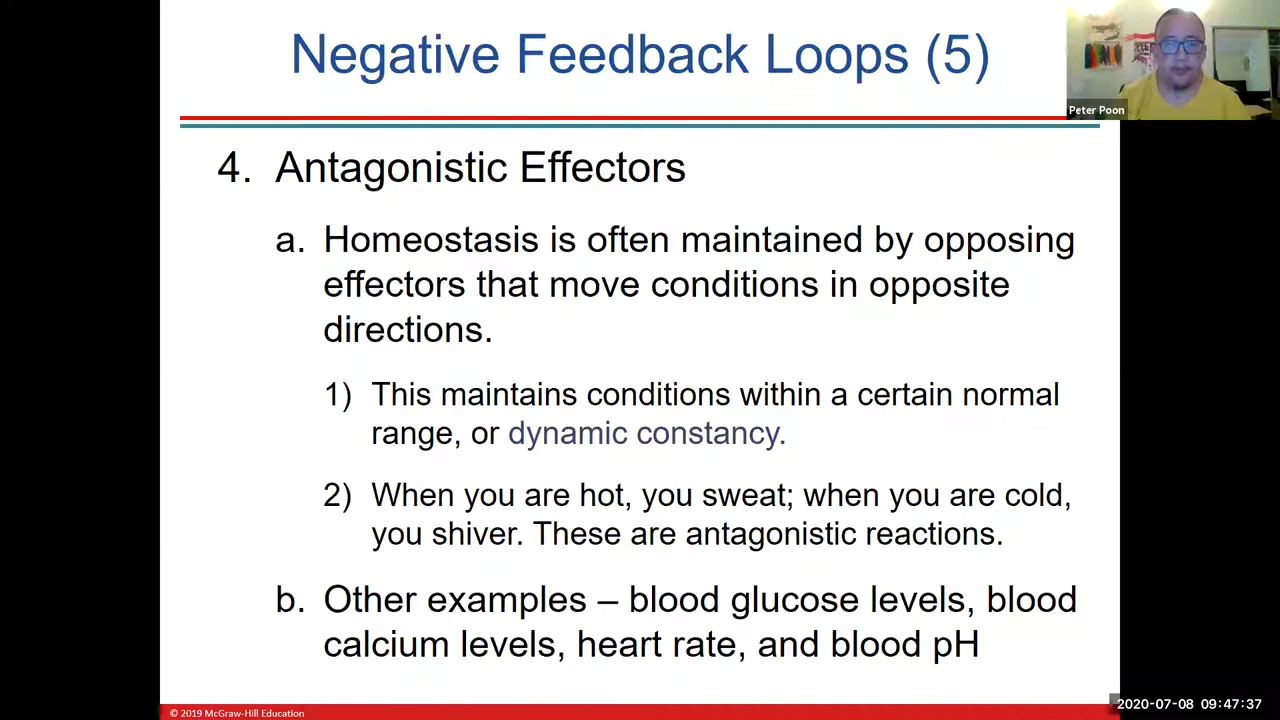 Negative Feedback Loops (5)
Peter Poon
4. Antagonistic Effectors
a. Homeostasis is often maintained by opposing
effectors that move conditions in opposite
directions.
1) This maintains conditions within a certain normal
range, or dynamic constancy.
2) When you are hot, you sweat; when you are cold,
you shiver. These are antagonistic reactions.
b. Other examples – blood glucose levels, blood
calcium levels, heart rate, and blood pH
© 2019 McGraw-Hill Education
2020-07-08 09:47:37